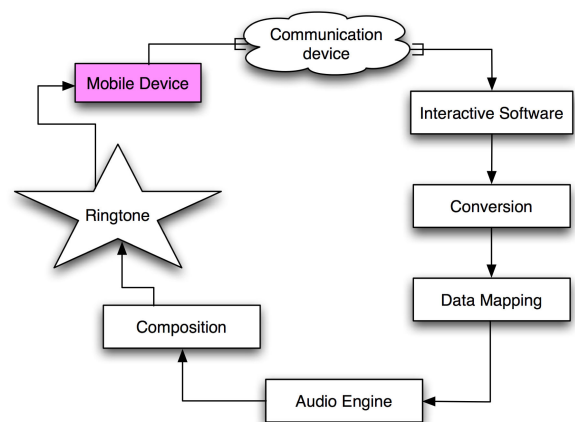 Communication
device
Mobile Device
Interactive Software
Conversion
Ringtone
Data Mapping
Composition
Audio Engine